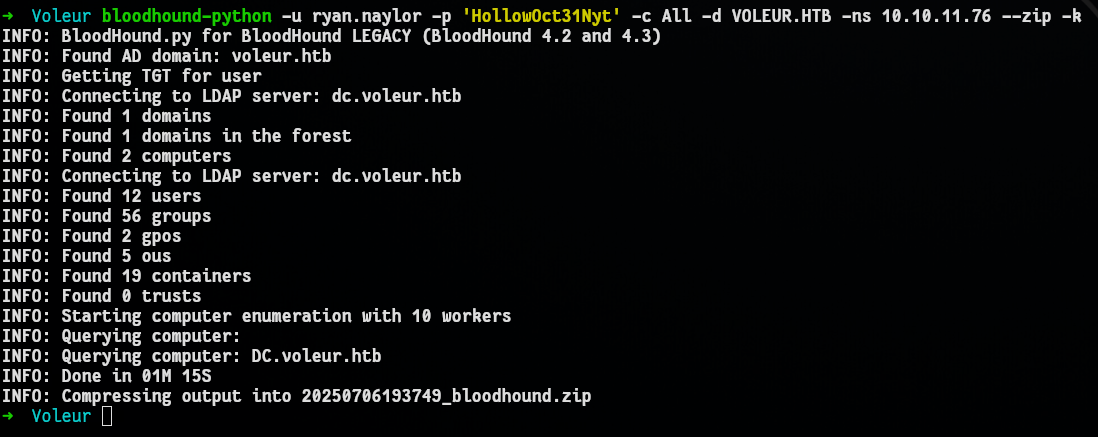 → Voleur bloodhound-python -u ryan.naylor -p 'HollowOct31Nyt' -c All -d VOLEUR.HTB -ns 10.10.11.76 --zip -k
INFO: BloodHound.py for BloodHound LEGACY (BloodHound 4.2 and 4.3)
INFO: Found AD domain: voleur.htb
INFO: Getting TGT for user
INFO: Connecting to LDAP server: dc.voleur.htb
INFO: Found 1 domains
INFO: Found 1 domains in the forest
INFO: Found 2 computers
INFO: Connecting to LDAP server: dc.voleur.htb
INFO: Found 12 users
INFO: Found 56 groups
INFO: Found 2 gpos
INFO: Found 5 ous
INFO: Found 19 containers
INFO: Found 0 trusts
INFO: Starting computer enumeration with 10 workers
INFO: Querying computer:
INFO: Querying computer: DC.voleur.htb
INFO: Done in 01M 15S
INFO: Compressing output into 20250706193749_bloodhound.zip
→ Voleur